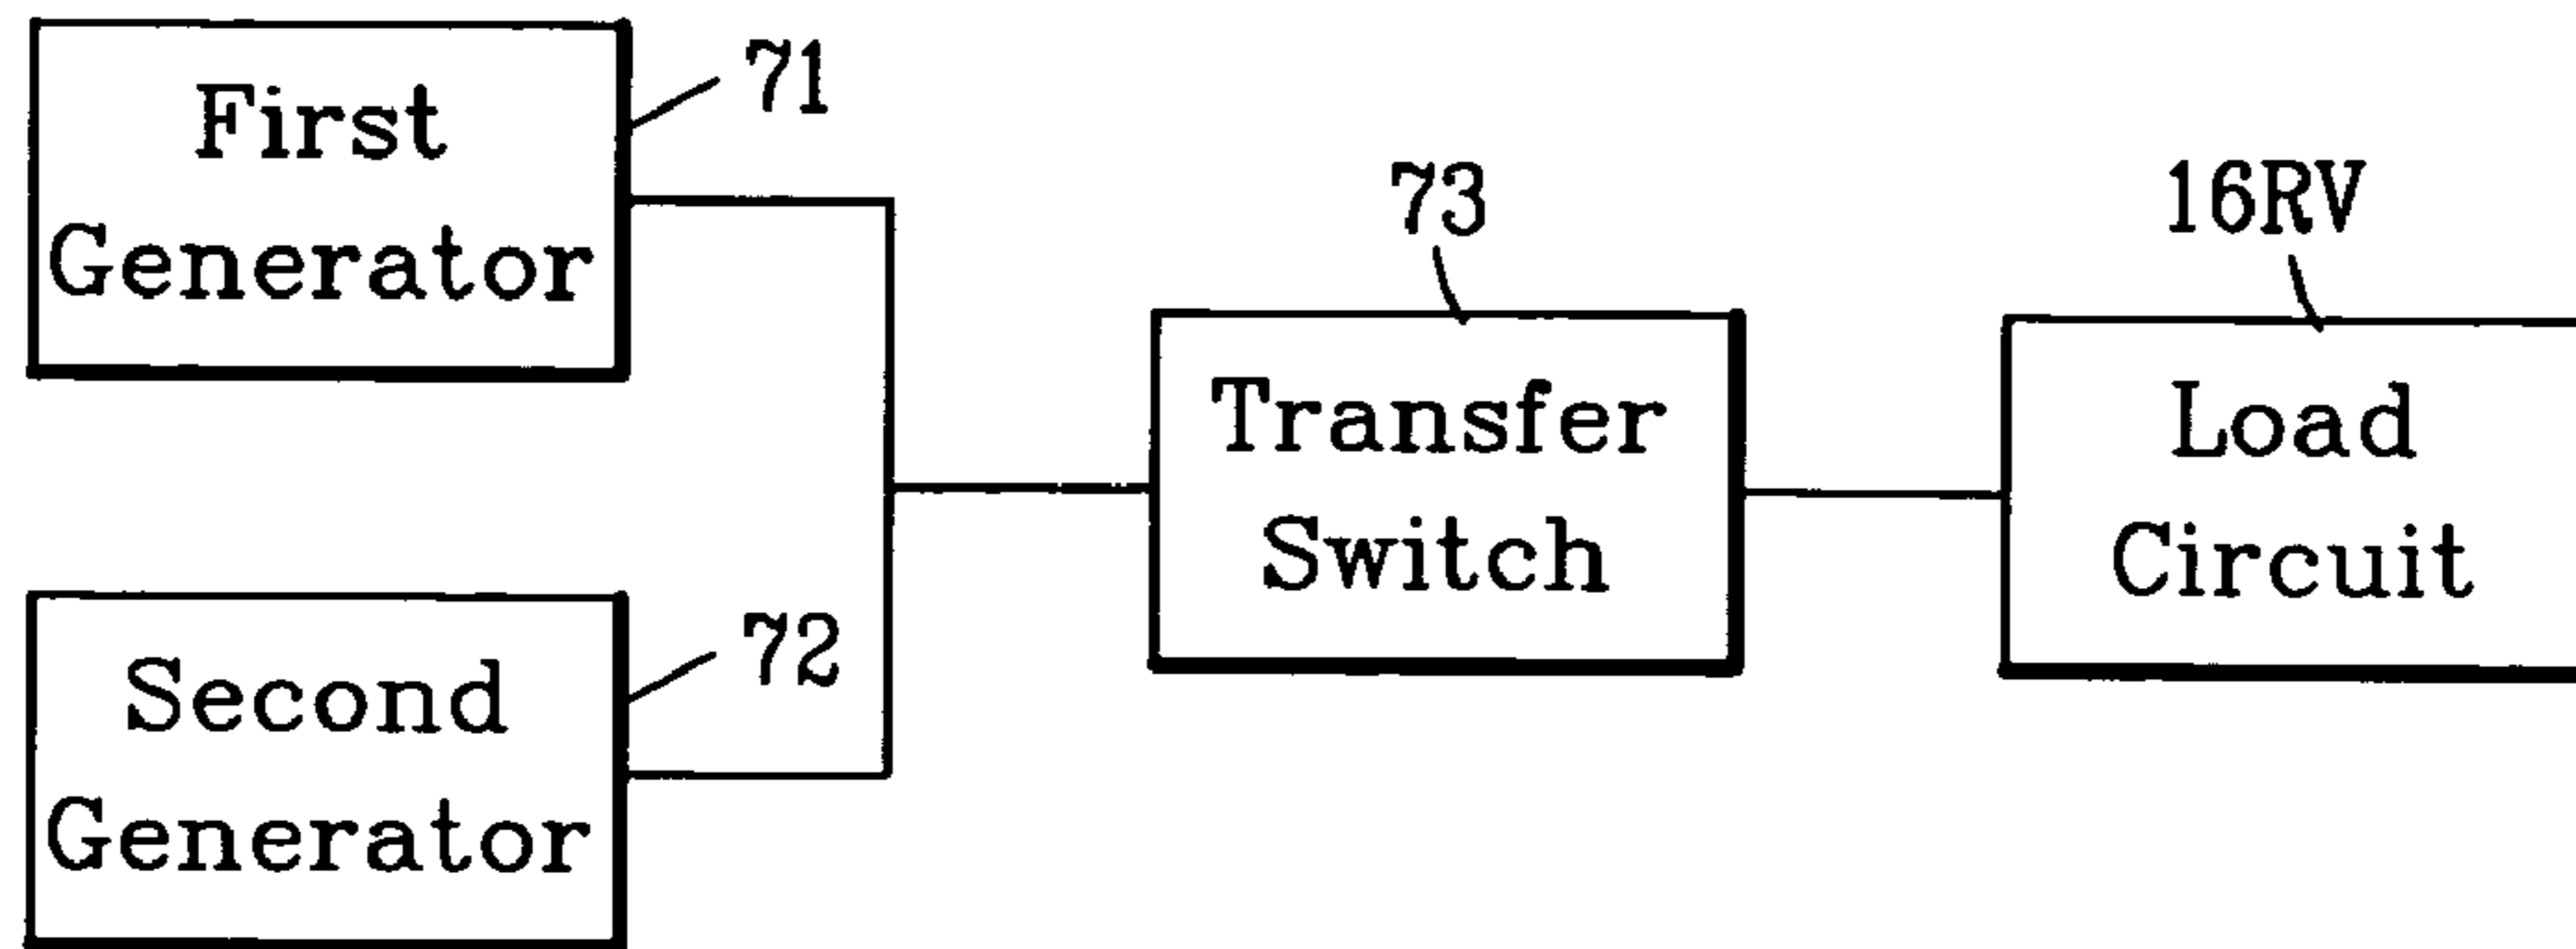 First
Generator
71
73
16RV
Transfer
Switch
Load
Circuit
Second
Generator
72